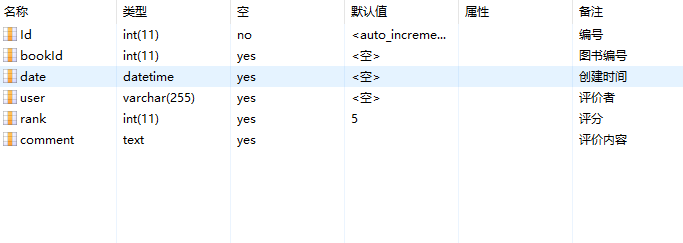 名称 类型 空 默认值 属性 备注
Id int(11) no <auto_increme... 编号
bookId int(11) yes <空> 图书编号
date datetime yes <空> 创建时间
user varchar(255) yes <空> 评价者
rank int(11) yes 5 评分
comment text yes 评价内容